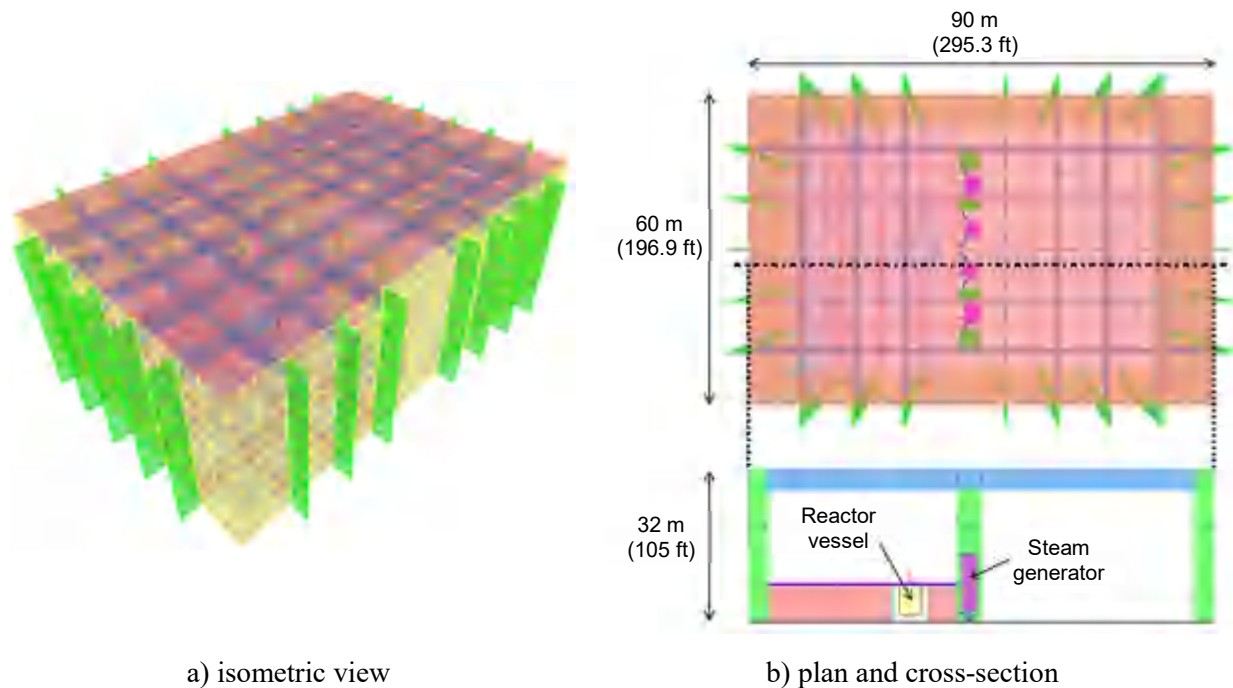 90 m
(295.3 ft)
60 m
(196.9 ft)
32 m
(105 ft)
Reactor
vessel
Steam
generator
a) isometric view
b) plan and cross-section